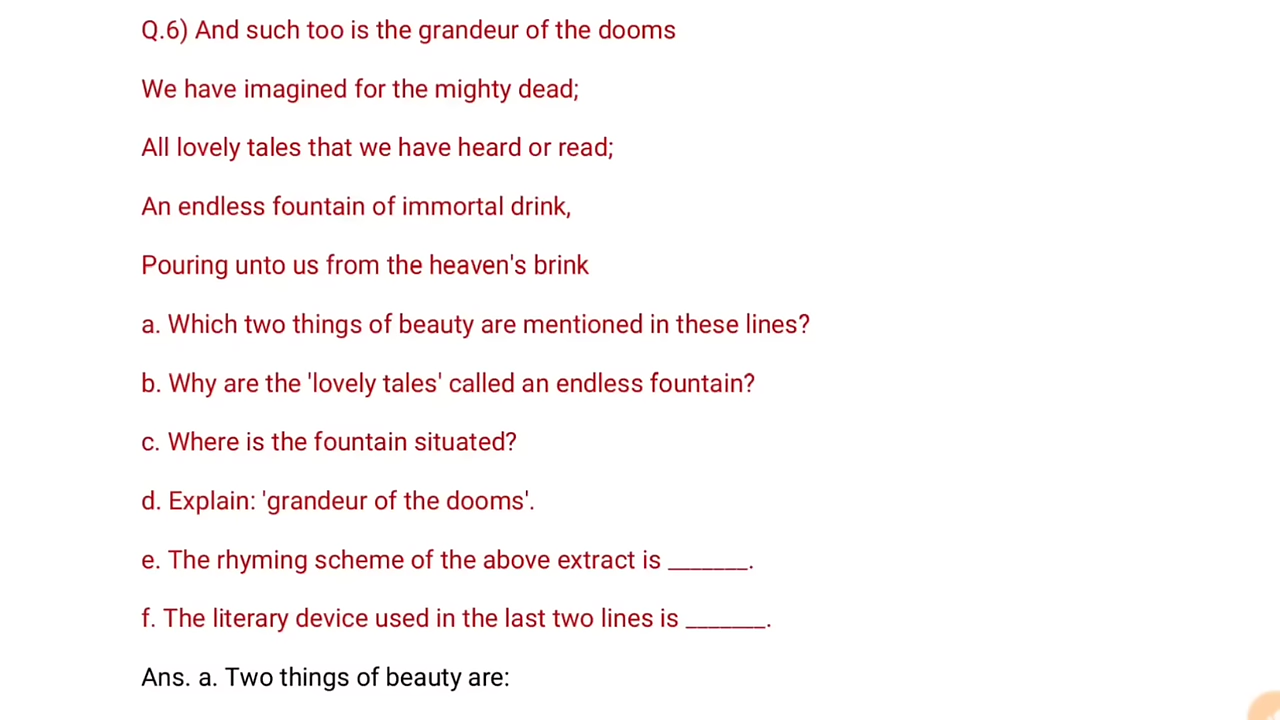 Q.6) And such too is the grandeur of the dooms
We have imagined for the mighty dead;
All lovely tales that we have heard or read;
An endless fountain of immortal drink,
Pouring unto us from the heaven's brink
a. Which two things of beauty are mentioned in these lines?
b. Why are the 'lovely tales' called an endless fountain?
c. Where is the fountain situated?
d. Explain: 'grandeur of the dooms'.
e. The rhyming scheme of the above extract is ______.
f. The literary device used in the last two lines is ______.
Ans. a. Two things of beauty are: